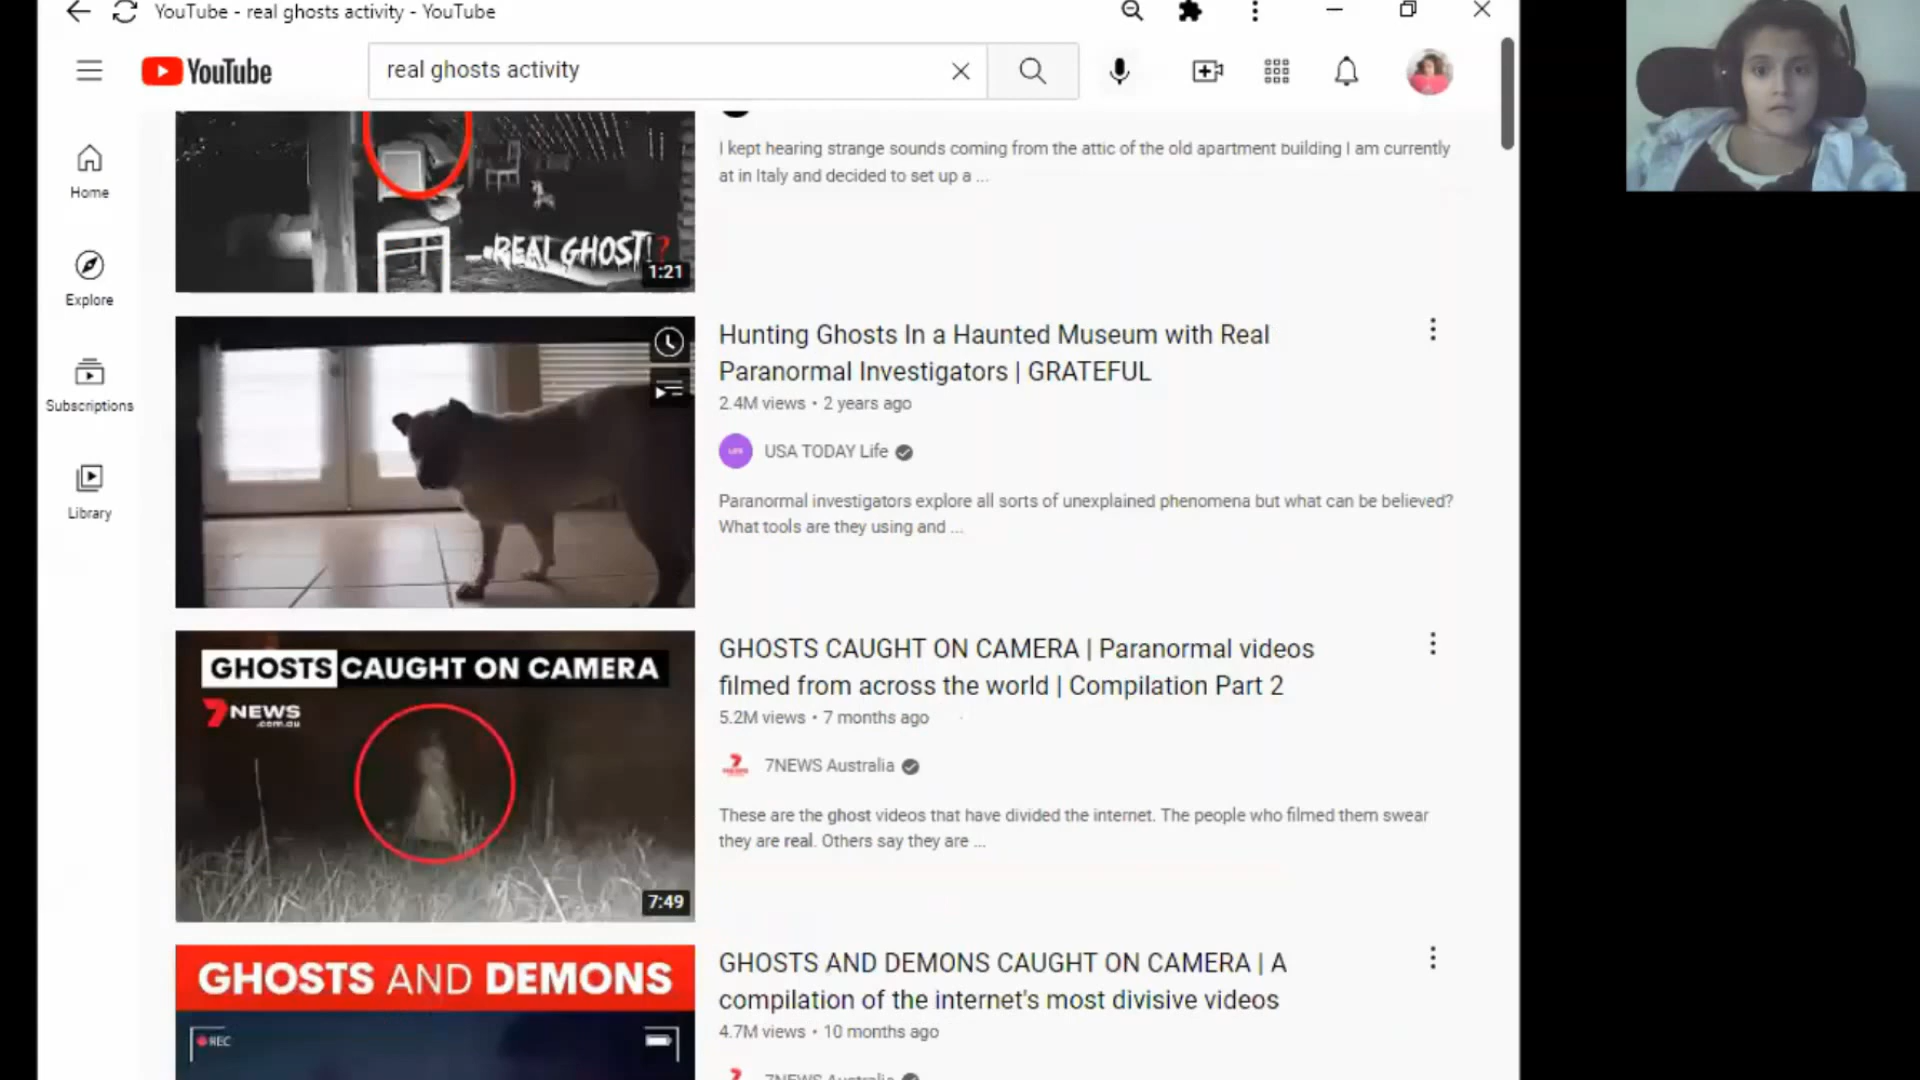 YouTube - real ghosts activity - YouTube
YouTube
real ghosts activity
Home
Explore
Subscriptions
Library
REAL GHOST!?
1:21
I kept hearing strange sounds coming from the attic of the old apartment building I am currently
at in Italy and decided to set up a ...
Hunting Ghosts In a Haunted Museum with Real
Paranormal Investigators | GRATEFUL
2.4M views • 2 years ago
USA TODAY Life
Paranormal investigators explore all sorts of unexplained phenomena but what can be believed?
What tools are they using and ...
GHOSTS CAUGHT ON CAMERA
7NEWS
.com.au
7:49
GHOSTS CAUGHT ON CAMERA | Paranormal videos
filmed from across the world | Compilation Part 2
5.2M views • 7 months ago
7NEWS Australia
These are the ghost videos that have divided the internet. The people who filmed them swear
they are real. Others say they are ...
GHOSTS AND DEMONS
REC
GHOSTS AND DEMONS CAUGHT ON CAMERA | A
compilation of the internet's most divisive videos
4.7M views • 10 months ago
7NEWS Australia